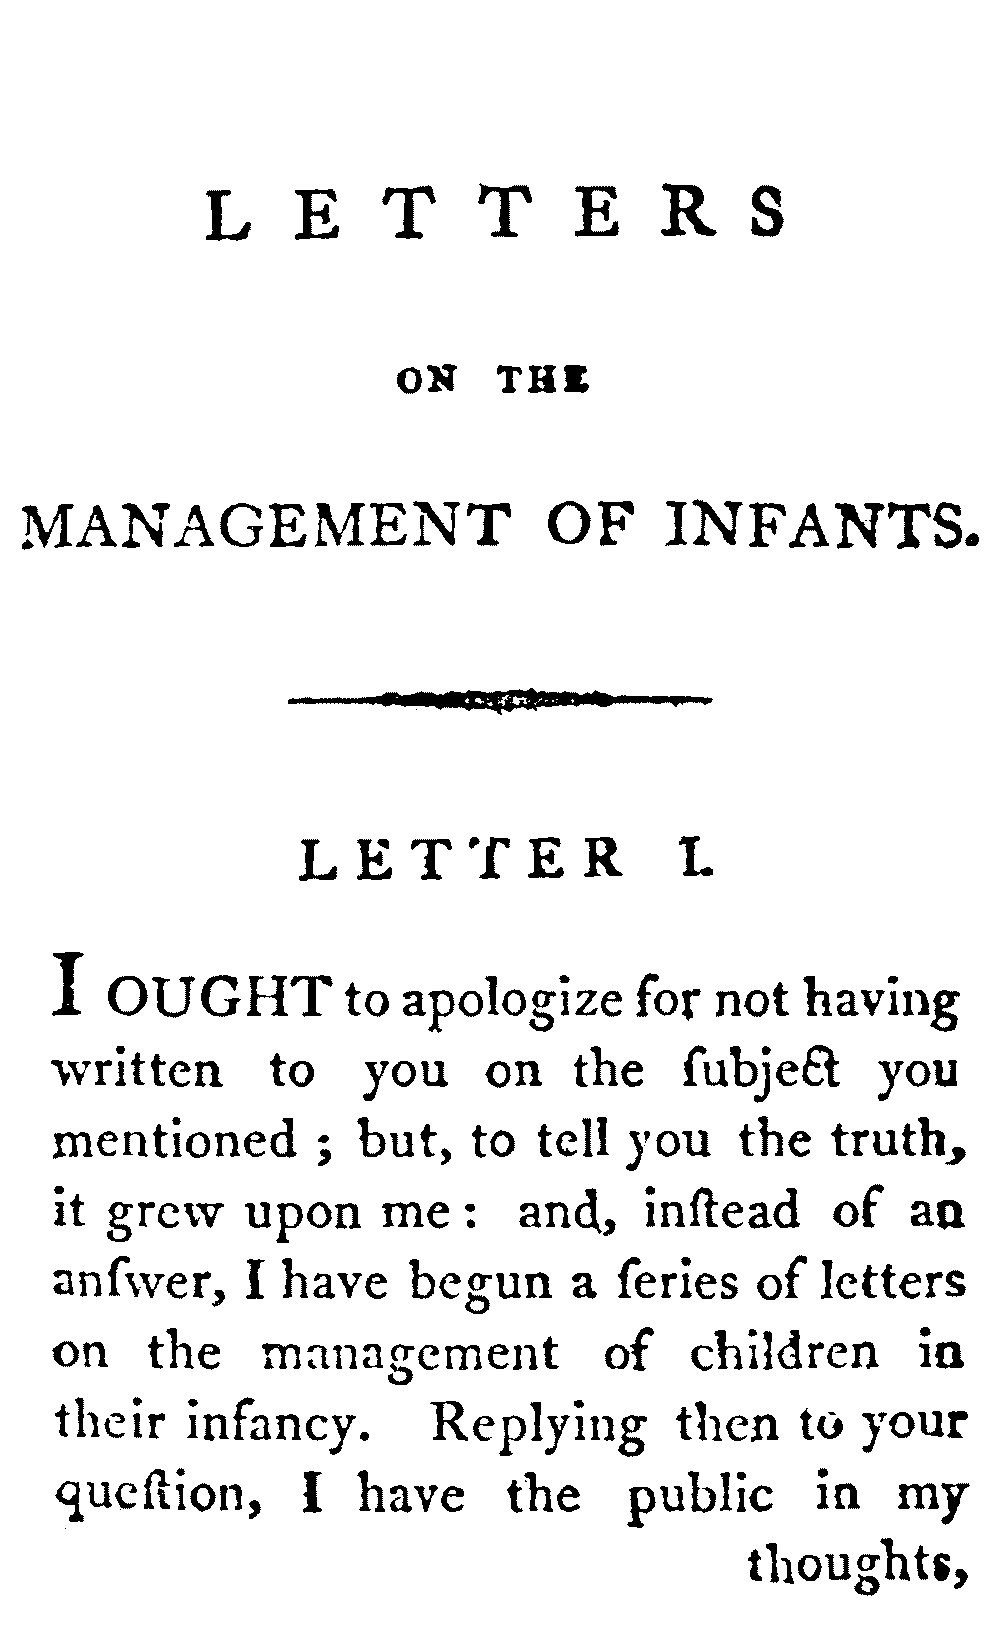 LETTERS
ON THE
MANAGEMENT OF INFANTS.
LETTER I.
I OUGHT to apologize for not having
written to you on the ſubject you
mentioned ; but, to tell you the truth,
it grew upon me : and, inſtead of an
anſwer, I have begun a ſeries of letters
on the management of children in
their infancy. Replying then to your
queſtion, I have the public in my
thoughts,